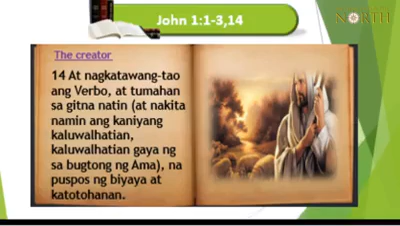 John 1:1-3,14
NORTH
The creator
14 At nagkatawang-tao
ang Verbo, at tumahan
sa gitna natin (at nakita
namin ang kaniyang
kaluwalhatian,
kaluwalhatian gaya ng
sa bugtong ng Ama), na
puspos ng biyaya at
katotohanan.